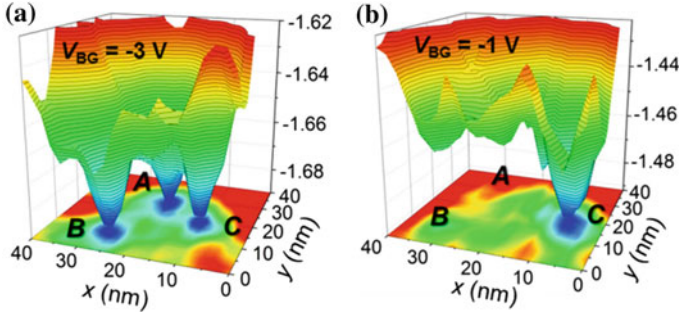 (a)
V_BG = -3 V
-1.62
-1.64
-1.66
-1.68
A
B
C
40
30
20
10
0
x (nm)
40
30
20
10
0
y (nm)
(b)
V_BG = -1 V
-1.44
-1.46
-1.48
A
B
C
40
30
20
10
0
x (nm)
40
30
20
10
0
y (nm)